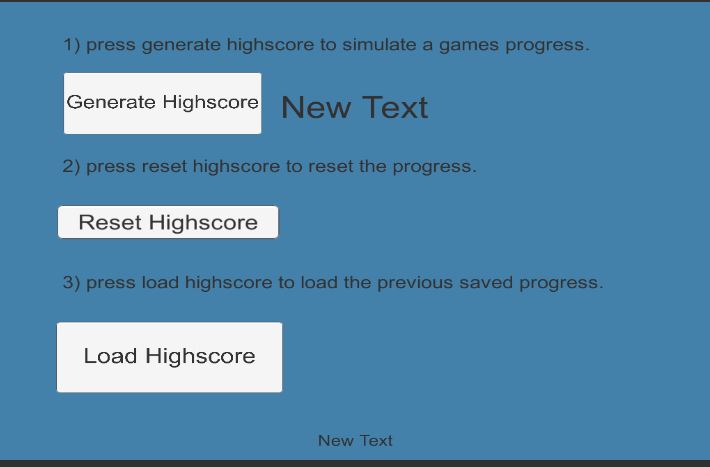 1) press generate highscore to simulate a games progress.
Generate Highscore New Text
2) press reset highscore to reset the progress.
Reset Highscore
3) press load highscore to load the previous saved progress.
Load Highscore
New Text